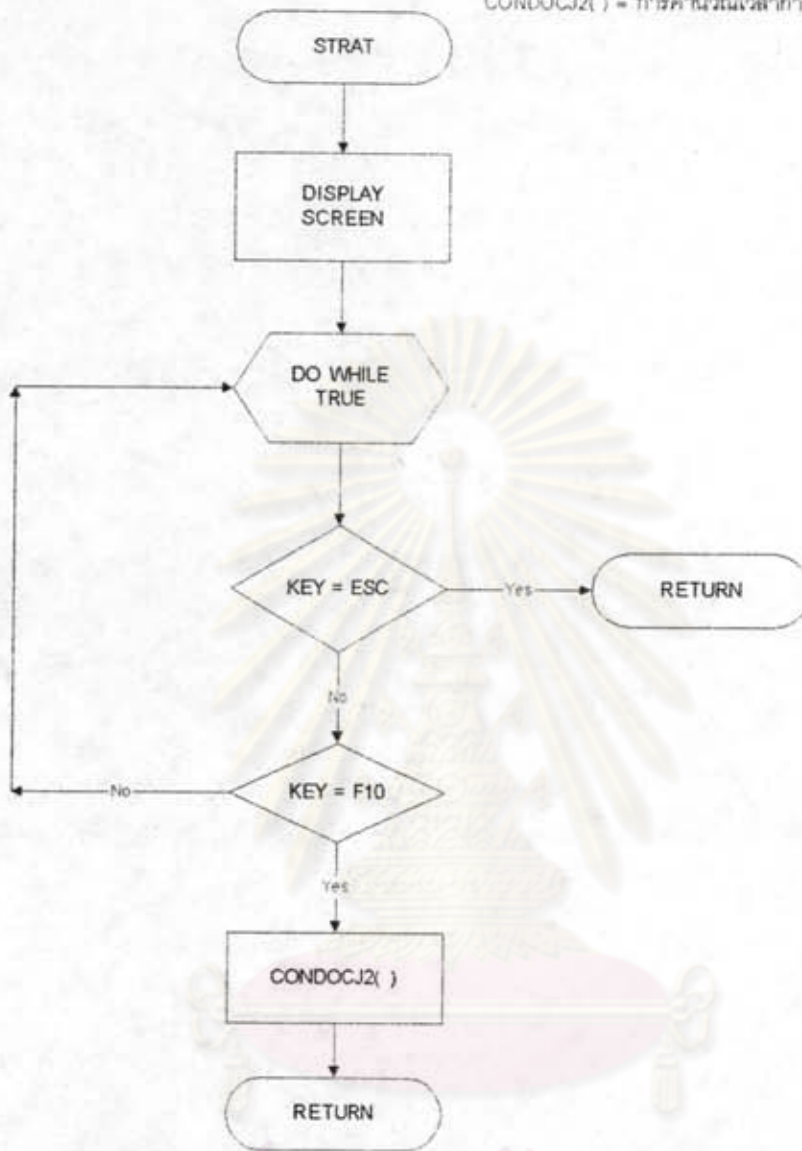 CONDOCJ2( ) =
STRAT
DISPLAY
SCREEN
DO WHILE
TRUE
KEY = ESC
Yes
RETURN
No
KEY = F10
No
Yes
CONDOCJ2( )
RETURN